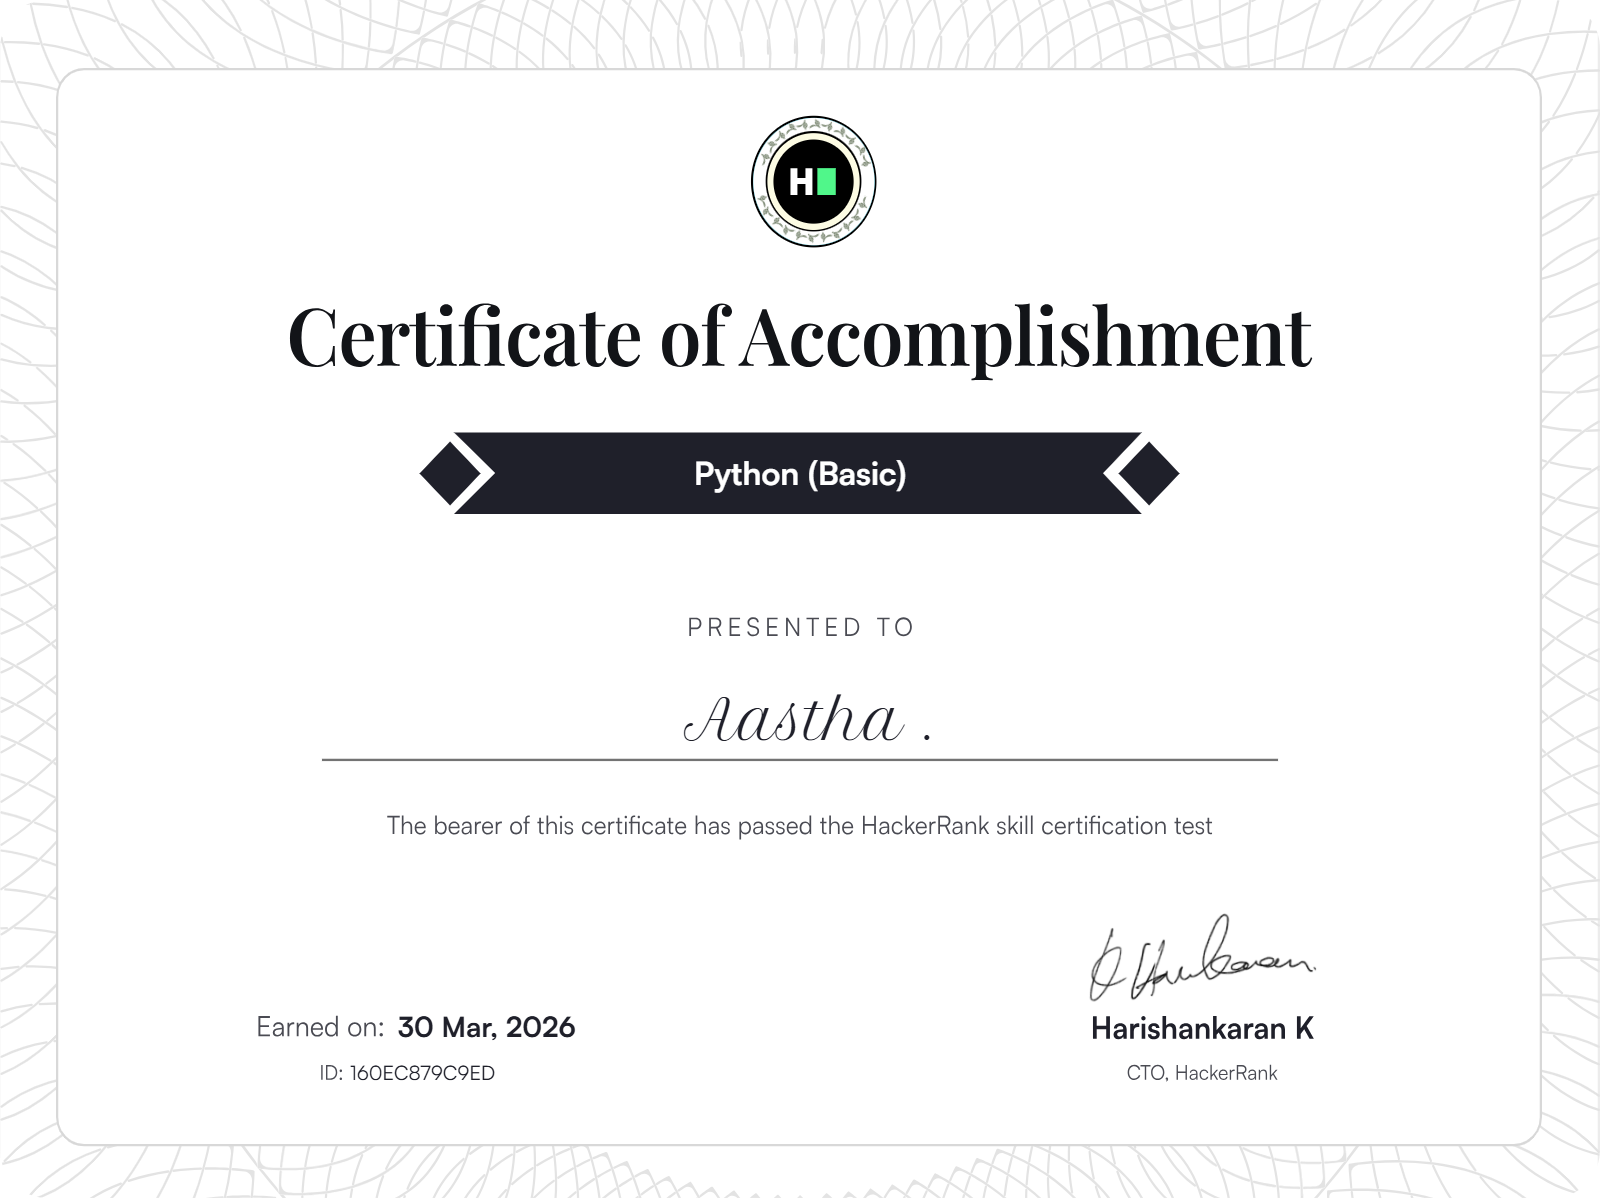 H
Certificate of Accomplishment
Python (Basic)
PRESENTED TO
Aastha .
The bearer of this certificate has passed the HackerRank skill certification test
Earned on: 30 Mar, 2026
ID: 160EC879C9ED
Harishankaran K
CTO, HackerRank